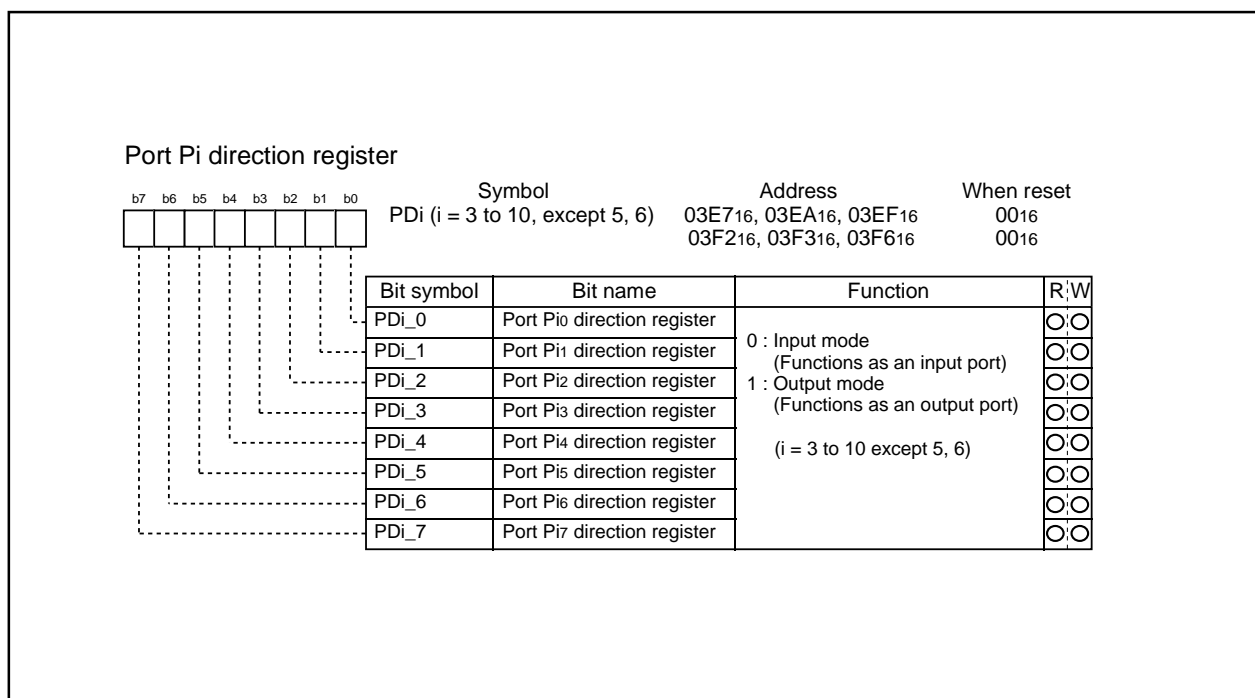 Port Pi direction register
b7 b6 b5 b4 b3 b2 b1 b0
Symbol Address When reset
PDi (i = 3 to 10, except 5, 6) 03E716, 03EA16, 03EF16 0016
03F216, 03F316, 03F616 0016
Bit symbol Bit name Function R W
PDi_0 Port Pi0 direction register
PDi_1 Port Pi1 direction register
PDi_2 Port Pi2 direction register
PDi_3 Port Pi3 direction register
PDi_4 Port Pi4 direction register
PDi_5 Port Pi5 direction register
PDi_6 Port Pi6 direction register
PDi_7 Port Pi7 direction register
0 : Input mode
(Functions as an input port)
1 : Output mode
(Functions as an output port)
(i = 3 to 10 except 5, 6)